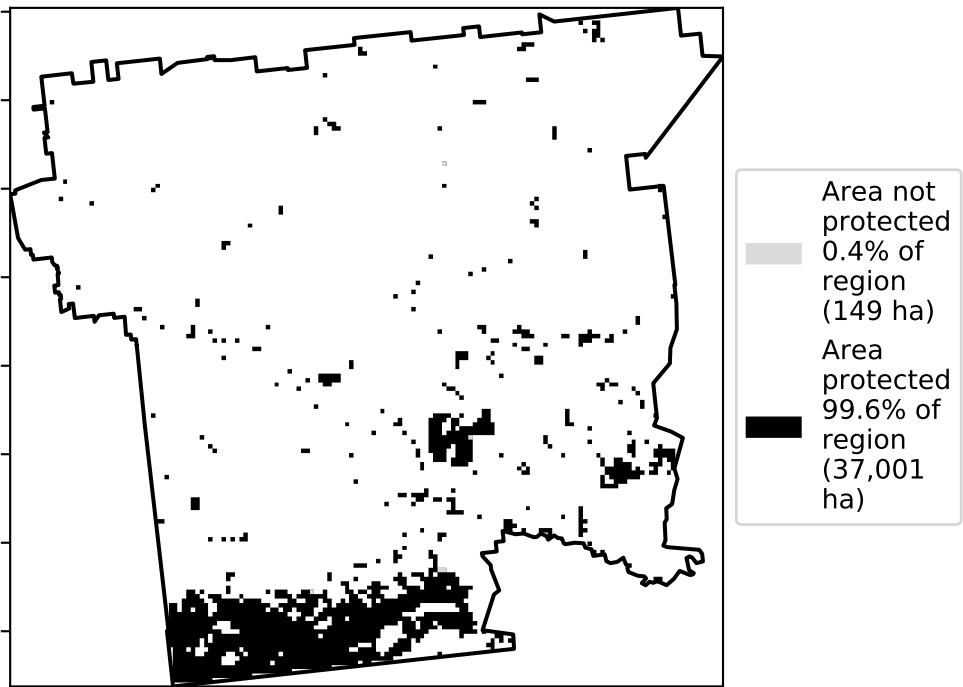 Area not
protected
0.4% of
region
(149 ha)
Area
protected
99.6% of
region
(37,001
ha)